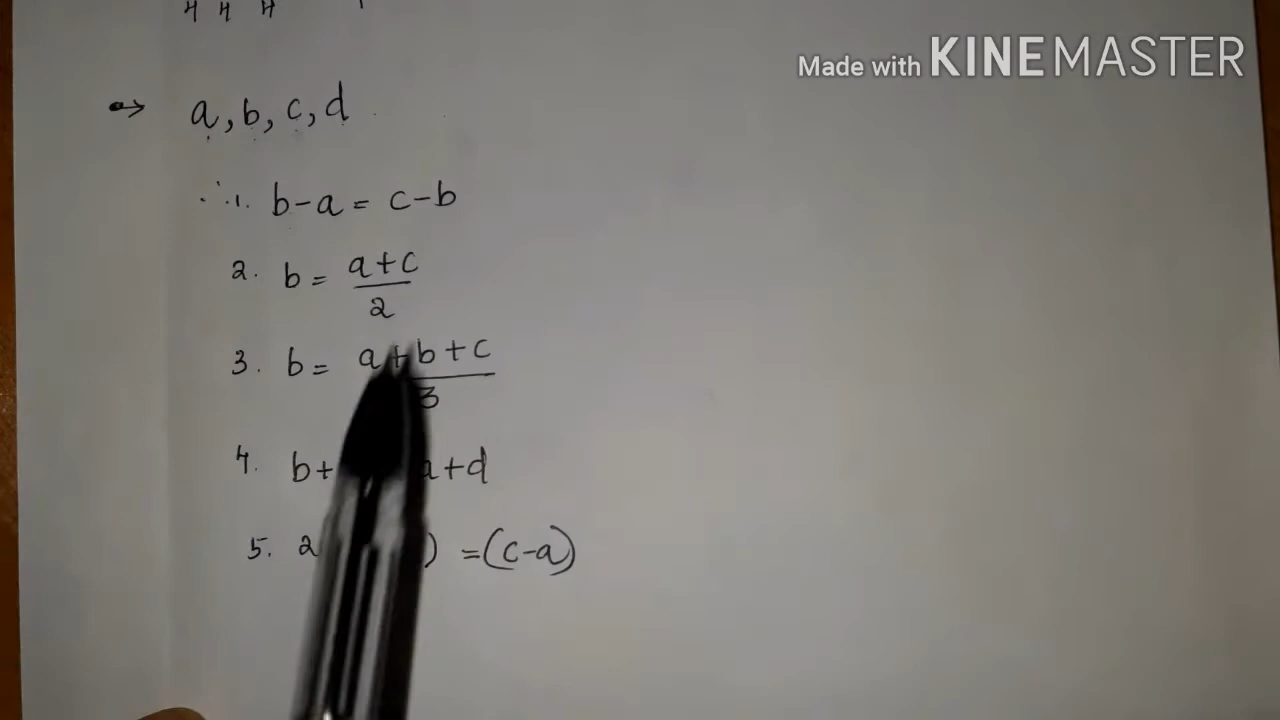 Made with KINEMASTER
→ a, b, c, d
∴ 1. b-a = c-b
2. b = a+c/2
3. b = a+b+c/3
4. b+ a+d
5. 2( ) =(c-a)